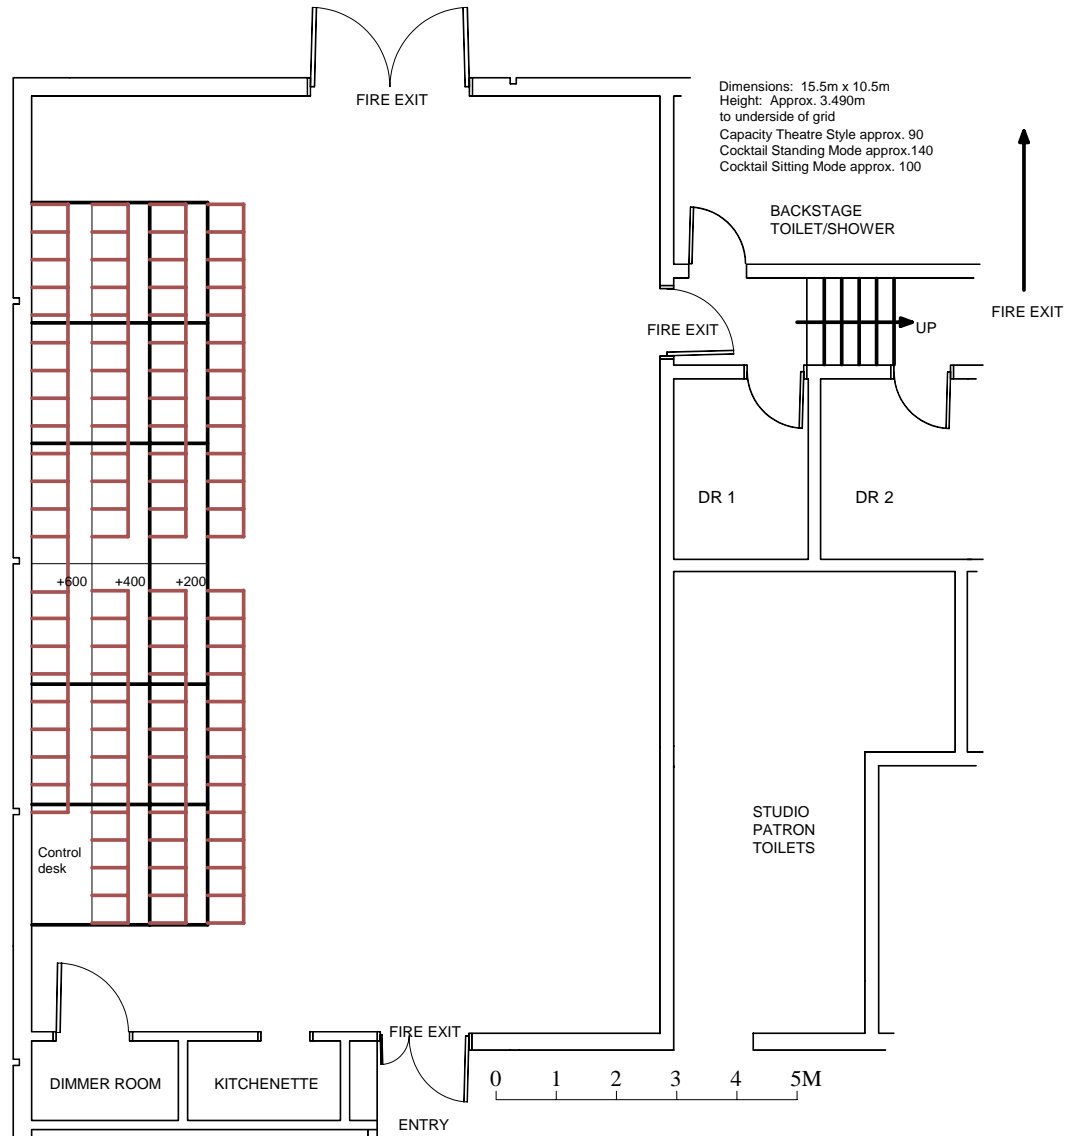 FIRE EXIT
Dimensions: 15.5m x 10.5m
Height: Approx. 3.490m
to underside of grid
Capacity Theatre Style approx. 90
Cocktail Standing Mode approx.140
Cocktail Sitting Mode approx. 100
BACKSTAGE
TOILET/SHOWER
FIRE EXIT
FIRE EXIT
UP
DR 1
DR 2
+600
+400
+200
STUDIO
PATRON
TOILETS
Control
desk
FIRE EXIT
DIMMER ROOM
KITCHENETTE
0 1 2 3 4 5M
ENTRY